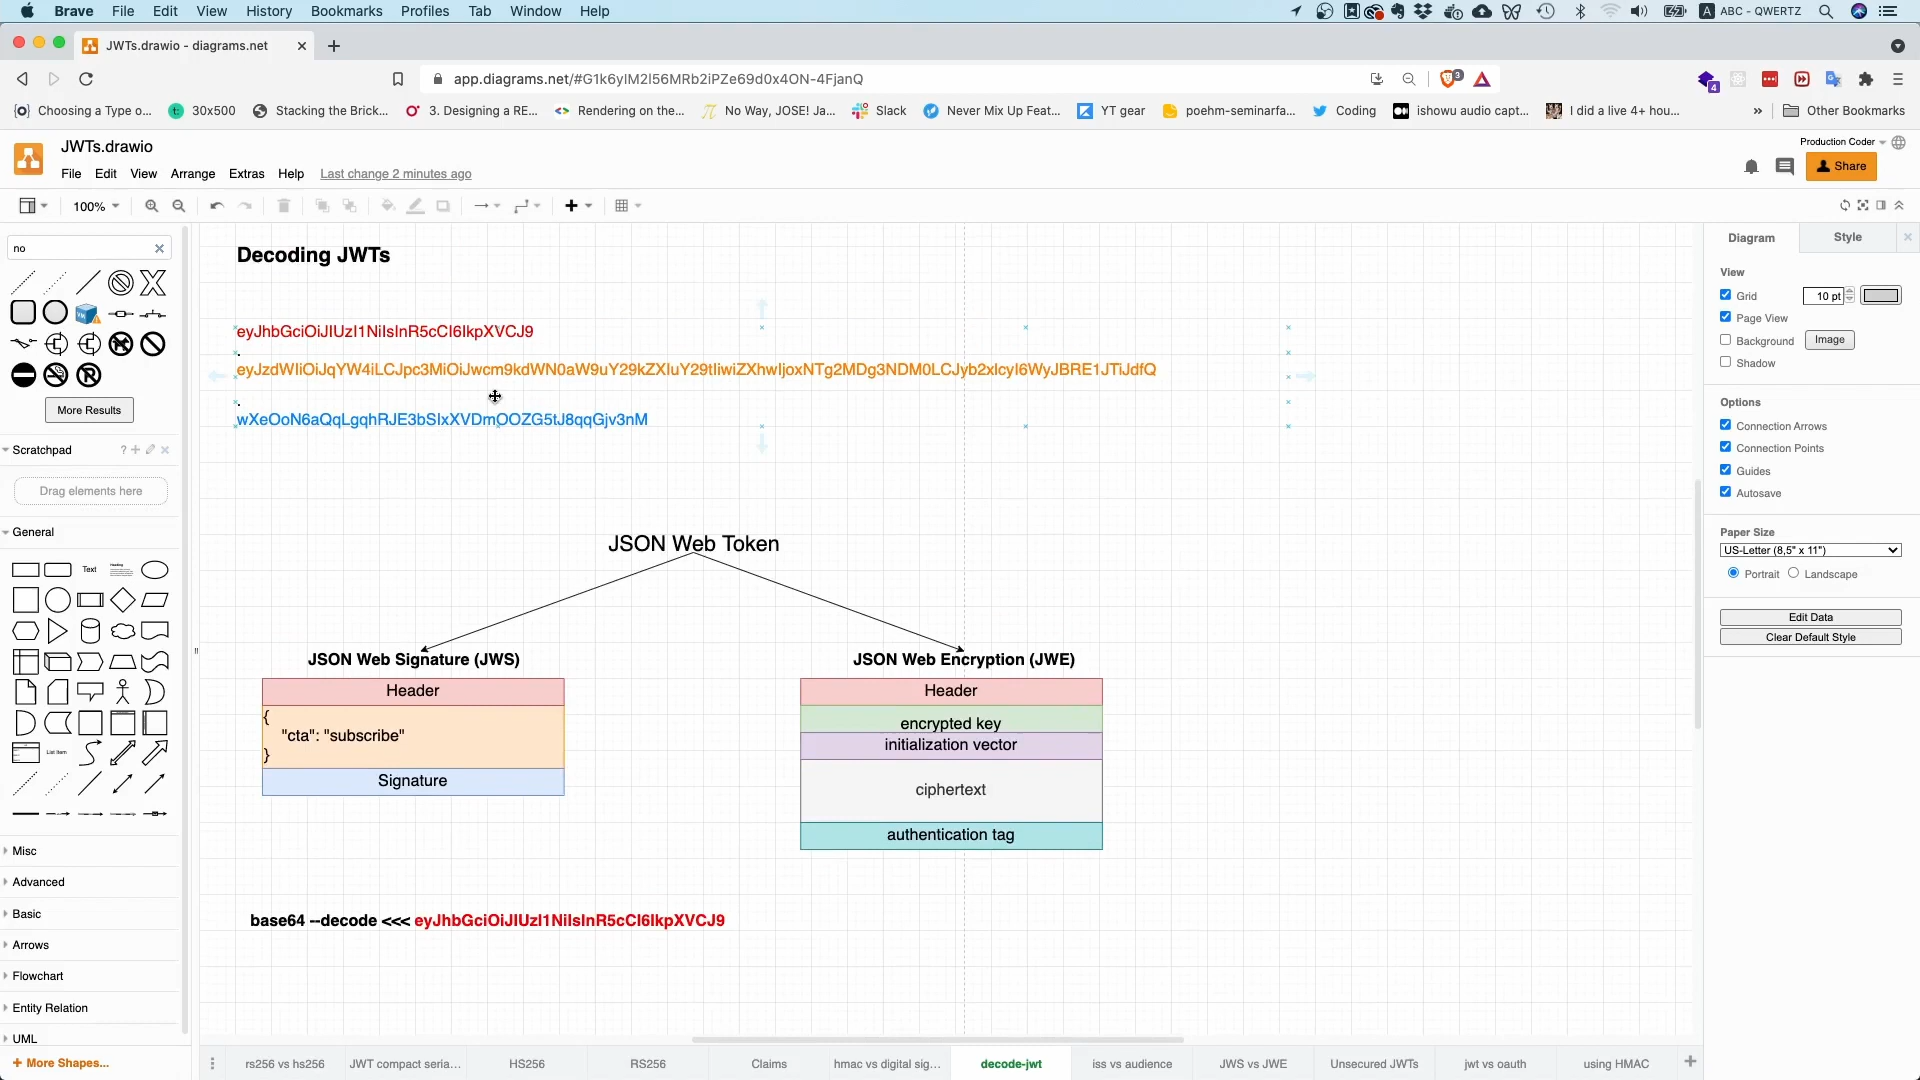 Brave File Edit View History Bookmarks Profiles Tab Window Help
A ABC - QWERTZ
JWTs.drawio - diagrams.net
app.diagrams.net/#G1k6ylM2l56MRb2iPZe69d0x4ON-4FjanQ
3
4
Choosing a Type o... 30x500 Stacking the Brick... 3. Designing a RE... Rendering on the... No Way, JOSE! Ja... Slack Never Mix Up Feat... YT gear poehm-seminarfa... Coding ishowu audio capt... I did a live 4+ hou... » Other Bookmarks
JWTs.drawio
Production Coder
File Edit View Arrange Extras Help Last change 2 minutes ago
Share
100%
no
More Results
Scratchpad
Drag elements here
General
Text
Heading
List Item
Misc
Advanced
Basic
Arrows
Flowchart
Entity Relation
UML
+ More Shapes...
Decoding JWTs
eyJhbGciOiJIUzI1NiIsInR5cCI6IkpXVCJ9
.
eyJzdWIiOiJqYW4iLCJpc3MiOiJwcm9kdWN0aW9uY29kZXIuY29tIiwiZXhwIjoxNTg2MDg3NDM0LCJyb2xlcyI6WyJBRE1JTiJdfQ
.
wXeOoN6aQqLgqhRJE3bSIxXVDmOOZG5tJ8qqGjv3nM
JSON Web Token
JSON Web Signature (JWS)
Header
{
"cta": "subscribe"
}
Signature
JSON Web Encryption (JWE)
Header
encrypted key
initialization vector
ciphertext
authentication tag
base64 --decode <<< eyJhbGciOiJIUzI1NiIsInR5cCI6IkpXVCJ9
Diagram Style
View
Grid 10 pt
Page View
Background Image
Shadow
Options
Connection Arrows
Connection Points
Guides
Autosave
Paper Size
US-Letter (8,5" x 11")
Portrait Landscape
Edit Data
Clear Default Style
rs256 vs hs256 JWT compact seria... HS256 RS256 Claims hmac vs digital sig... decode-jwt iss vs audience JWS vs JWE Unsecured JWTs jwt vs oauth using HMAC